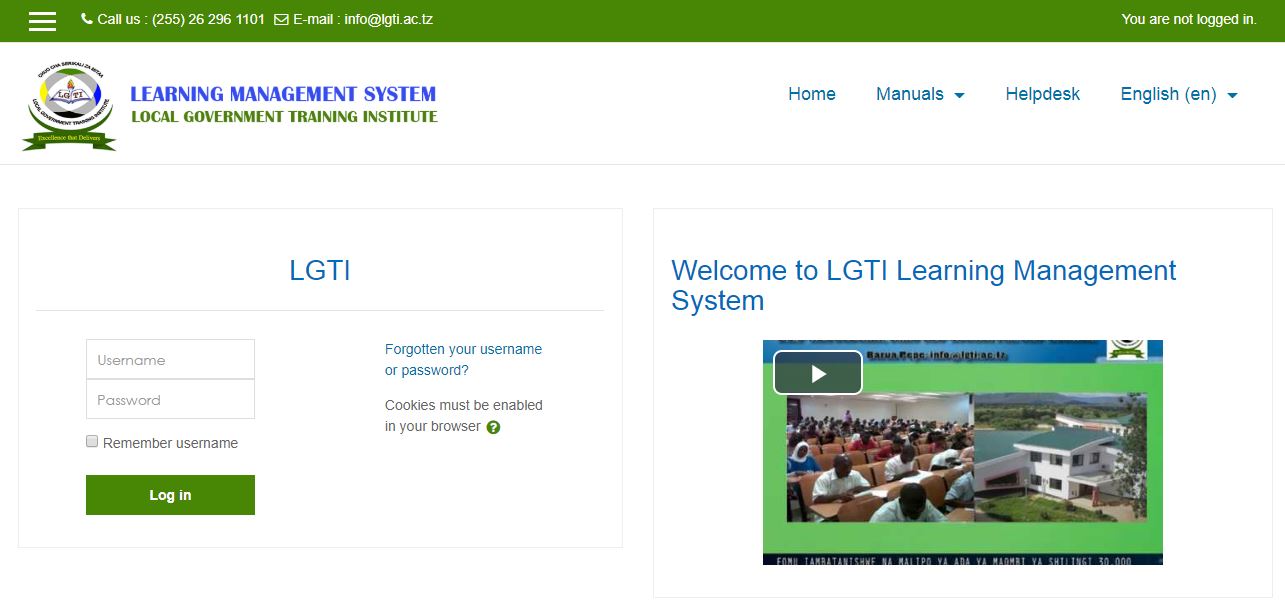 Call us : (255) 26 296 1101 E-mail : info@lgti.ac.tz
You are not logged in.
CHUO CHA SERIKALI ZA MITAA
LGTI
LOCAL GOVERNMENT TRAINING INSTITUTE
Excellence that Delivers
LEARNING MANAGEMENT SYSTEM
LOCAL GOVERNMENT TRAINING INSTITUTE
Home
Manuals
Helpdesk
English (en)
LGTI
Username
Password
Remember username
Log in
Forgotten your username
or password?
Cookies must be enabled
in your browser
Welcome to LGTI Learning Management
System
Barua Pepe: info@lgti.ac.tz
FOMU IAMBATANISHWE NA MALIPO YA ADA YA MAOMBI YA SHILINGI 30,000